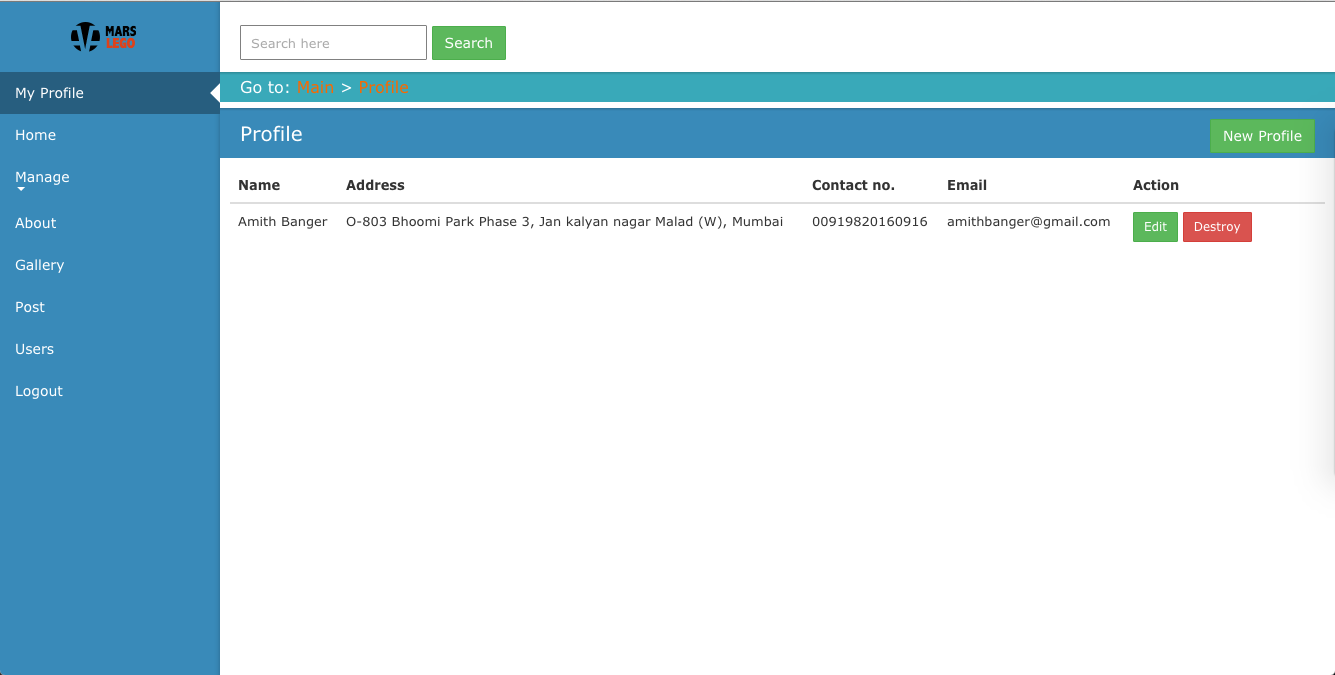 MARS
LEGO
Search here
Search
My Profile
Go to: Main > Profile
Home
Profile
New Profile
Manage
Name Address Contact no. Email Action
Amith Banger O-803 Bhoomi Park Phase 3, Jan kalyan nagar Malad (W), Mumbai 00919820160916 amithbanger@gmail.com Edit Destroy
About
Gallery
Post
Users
Logout